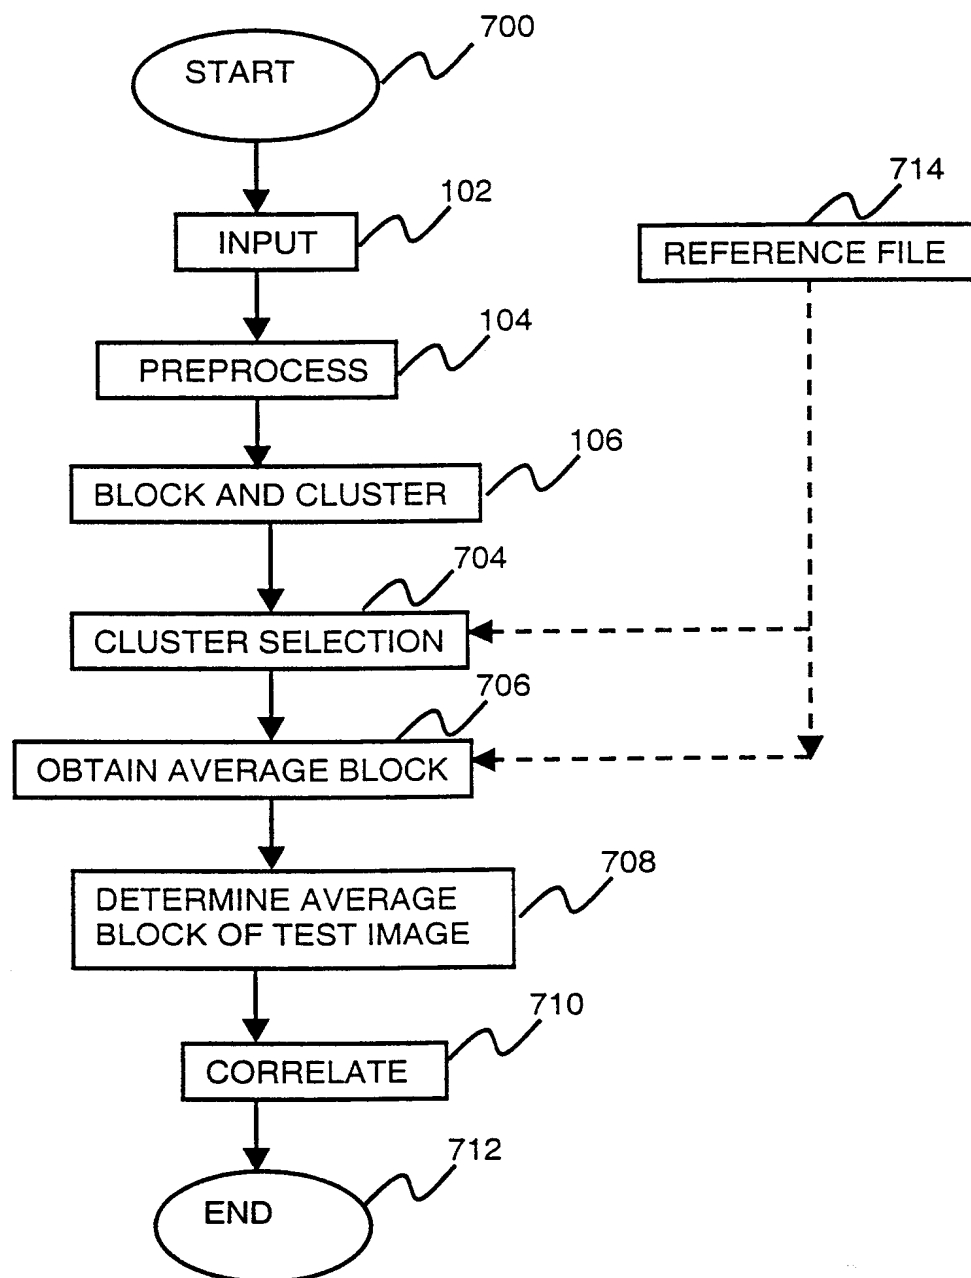 700
START
102
INPUT
714
REFERENCE FILE
104
PREPROCESS
106
BLOCK AND CLUSTER
704
CLUSTER SELECTION
706
OBTAIN AVERAGE BLOCK
708
DETERMINE AVERAGE
BLOCK OF TEST IMAGE
710
CORRELATE
712
END